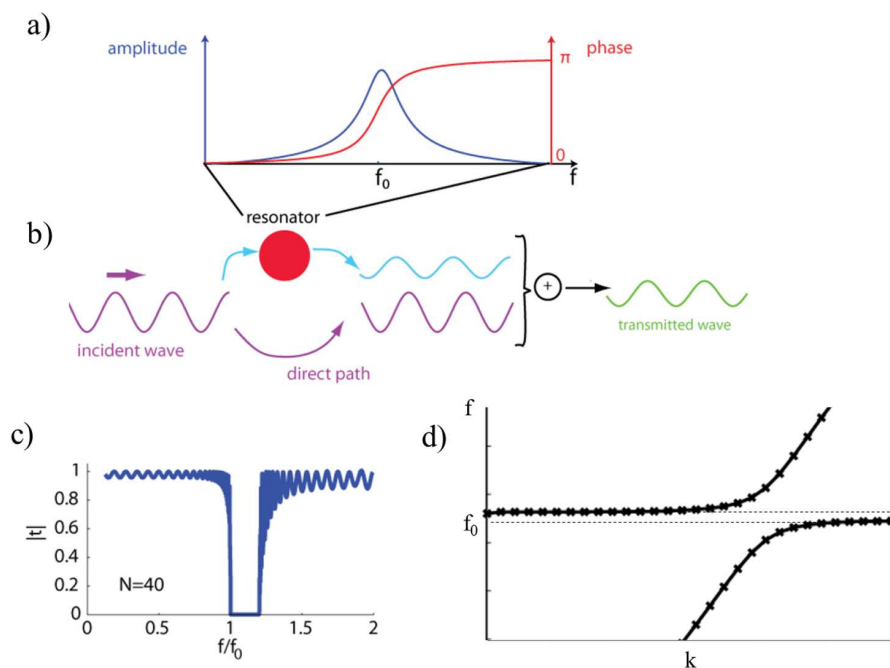 a)
amplitude
phase
π
0
f₀
f
resonator
b)
+
incident wave
direct path
transmitted wave
c)
|t|
1
0.8
0.6
0.4
0.2
0
N=40
0 0.5 1 1.5 2
f/f₀
d)
f
f₀
k